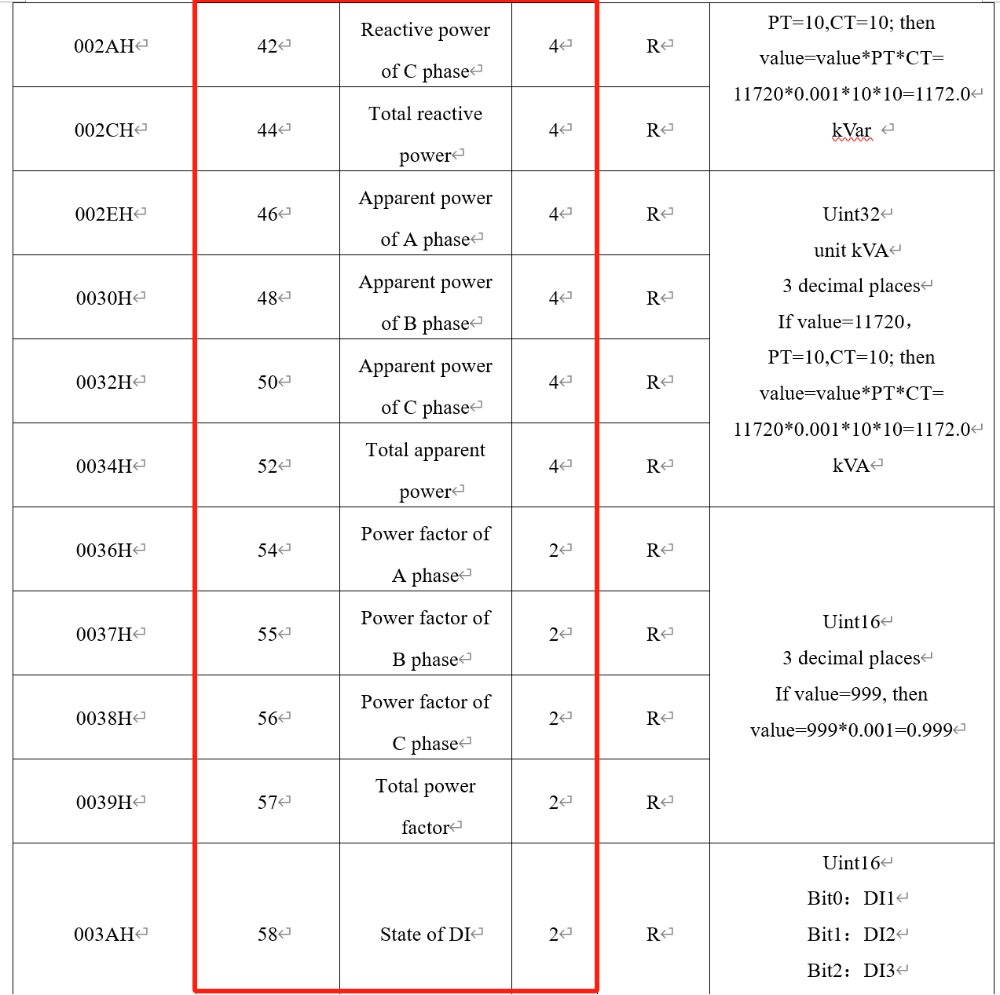 002AH
42
Reactive power
of C phase
4
R
PT=10,CT=10; then
value=value*PT*CT=
11720*0.001*10*10=1172.0
kVar
002CH
44
Total reactive
power
4
R
002EH
46
Apparent power
of A phase
4
R
Uint32
unit kVA
3 decimal places
If value=11720，
PT=10,CT=10; then
value=value*PT*CT=
11720*0.001*10*10=1172.0
kVA
0030H
48
Apparent power
of B phase
4
R
0032H
50
Apparent power
of C phase
4
R
0034H
52
Total apparent
power
4
R
0036H
54
Power factor of
A phase
2
R
Uint16
3 decimal places
If value=999, then
value=999*0.001=0.999
0037H
55
Power factor of
B phase
2
R
0038H
56
Power factor of
C phase
2
R
0039H
57
Total power
factor
2
R
003AH
58
State of DI
2
R
Uint16
Bit0：DI1
Bit1：DI2
Bit2：DI3